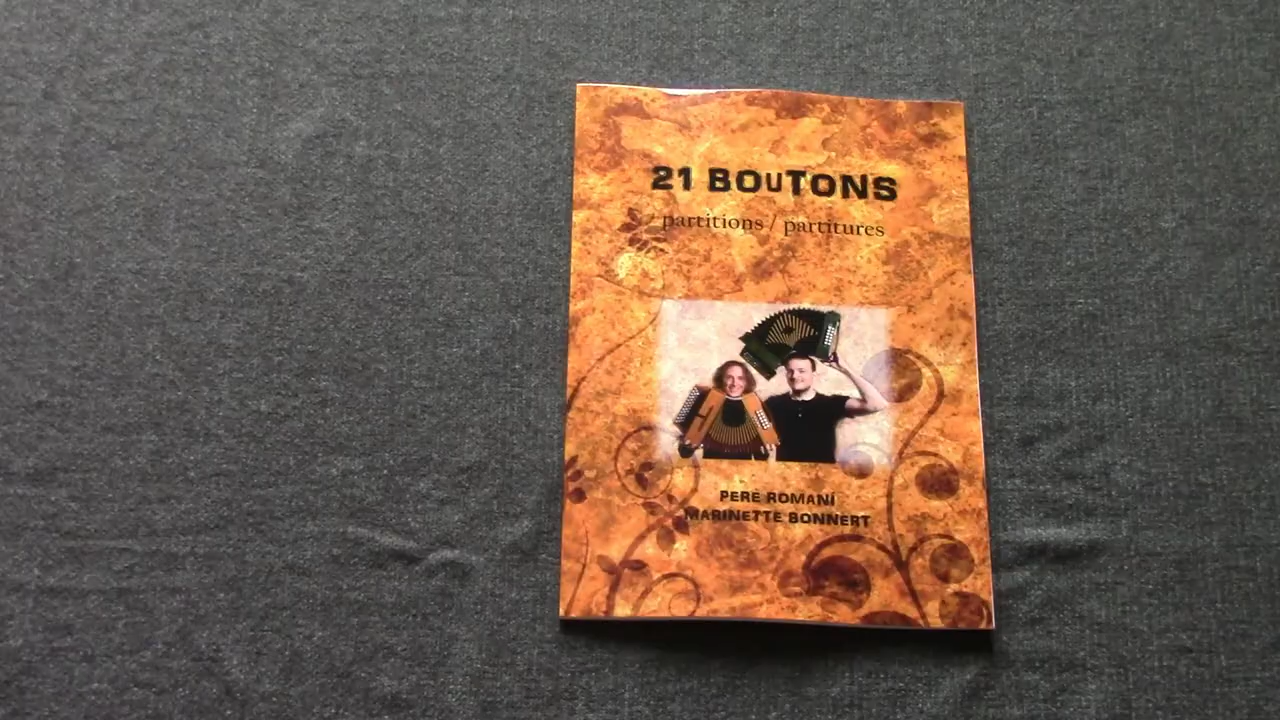 21 BOUTONS
partitions / partitures
PERE ROMANÍ
MARINETTE BONNERT